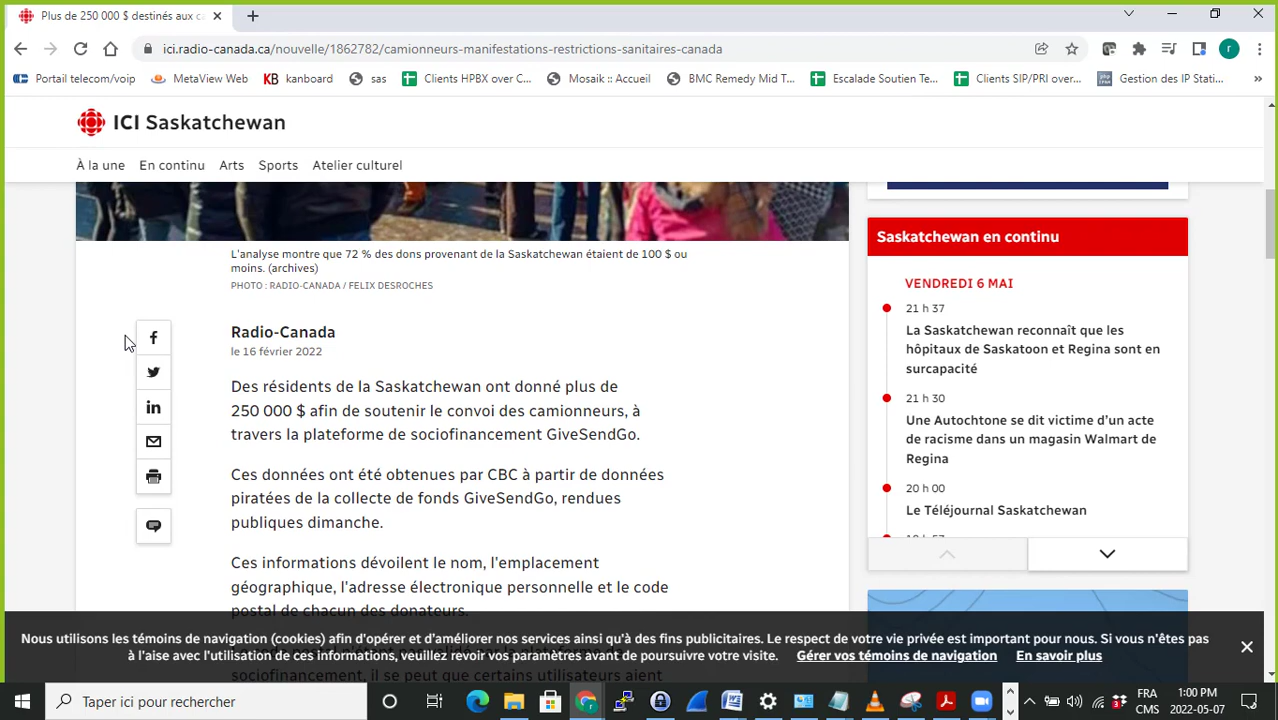 Plus de 250 000 $ destinés aux ca
ici.radio-canada.ca/nouvelle/1862782/camionneurs-manifestations-restrictions-sanitaires-canada
r
Portail telecom/voip
MetaView Web
KB kanboard
sas
Clients HPBX over C...
Mosaik :: Accueil
BMC Remedy Mid T...
Escalade Soutien Te...
Clients SIP/PRI over...
Gestion des IP Stati...
»
ICI Saskatchewan
À la une
En continu
Arts
Sports
Atelier culturel
L'analyse montre que 72 % des dons provenant de la Saskatchewan étaient de 100 $ ou
moins. (archives)
PHOTO : RADIO-CANADA / FELIX DESROCHES
Radio-Canada
le 16 février 2022
Des résidents de la Saskatchewan ont donné plus de
250 000 $ afin de soutenir le convoi des camionneurs, à
travers la plateforme de sociofinancement GiveSendGo.
Ces données ont été obtenues par CBC à partir de données
piratées de la collecte de fonds GiveSendGo, rendues
publiques dimanche.
Ces informations dévoilent le nom, l'emplacement
géographique, l'adresse électronique personnelle et le code
postal de chacun des donateurs.
Saskatchewan en continu
VENDREDI 6 MAI
21 h 37
La Saskatchewan reconnaît que les
hôpitaux de Saskatoon et Regina sont en
surcapacité
21 h 30
Une Autochtone se dit victime d'un acte
de racisme dans un magasin Walmart de
Regina
20 h 00
Le Téléjournal Saskatchewan
Nous utilisons les témoins de navigation (cookies) afin d'opérer et d'améliorer nos services ainsi qu'à des fins publicitaires. Le respect de votre vie privée est important pour nous. Si vous n'êtes pas
à l'aise avec l'utilisation de ces informations, veuillez revoir vos paramètres avant de poursuivre votre visite. Gérer vos témoins de navigation En savoir plus
Taper ici pour rechercher
FRA
CMS
1:00 PM
2022-05-07